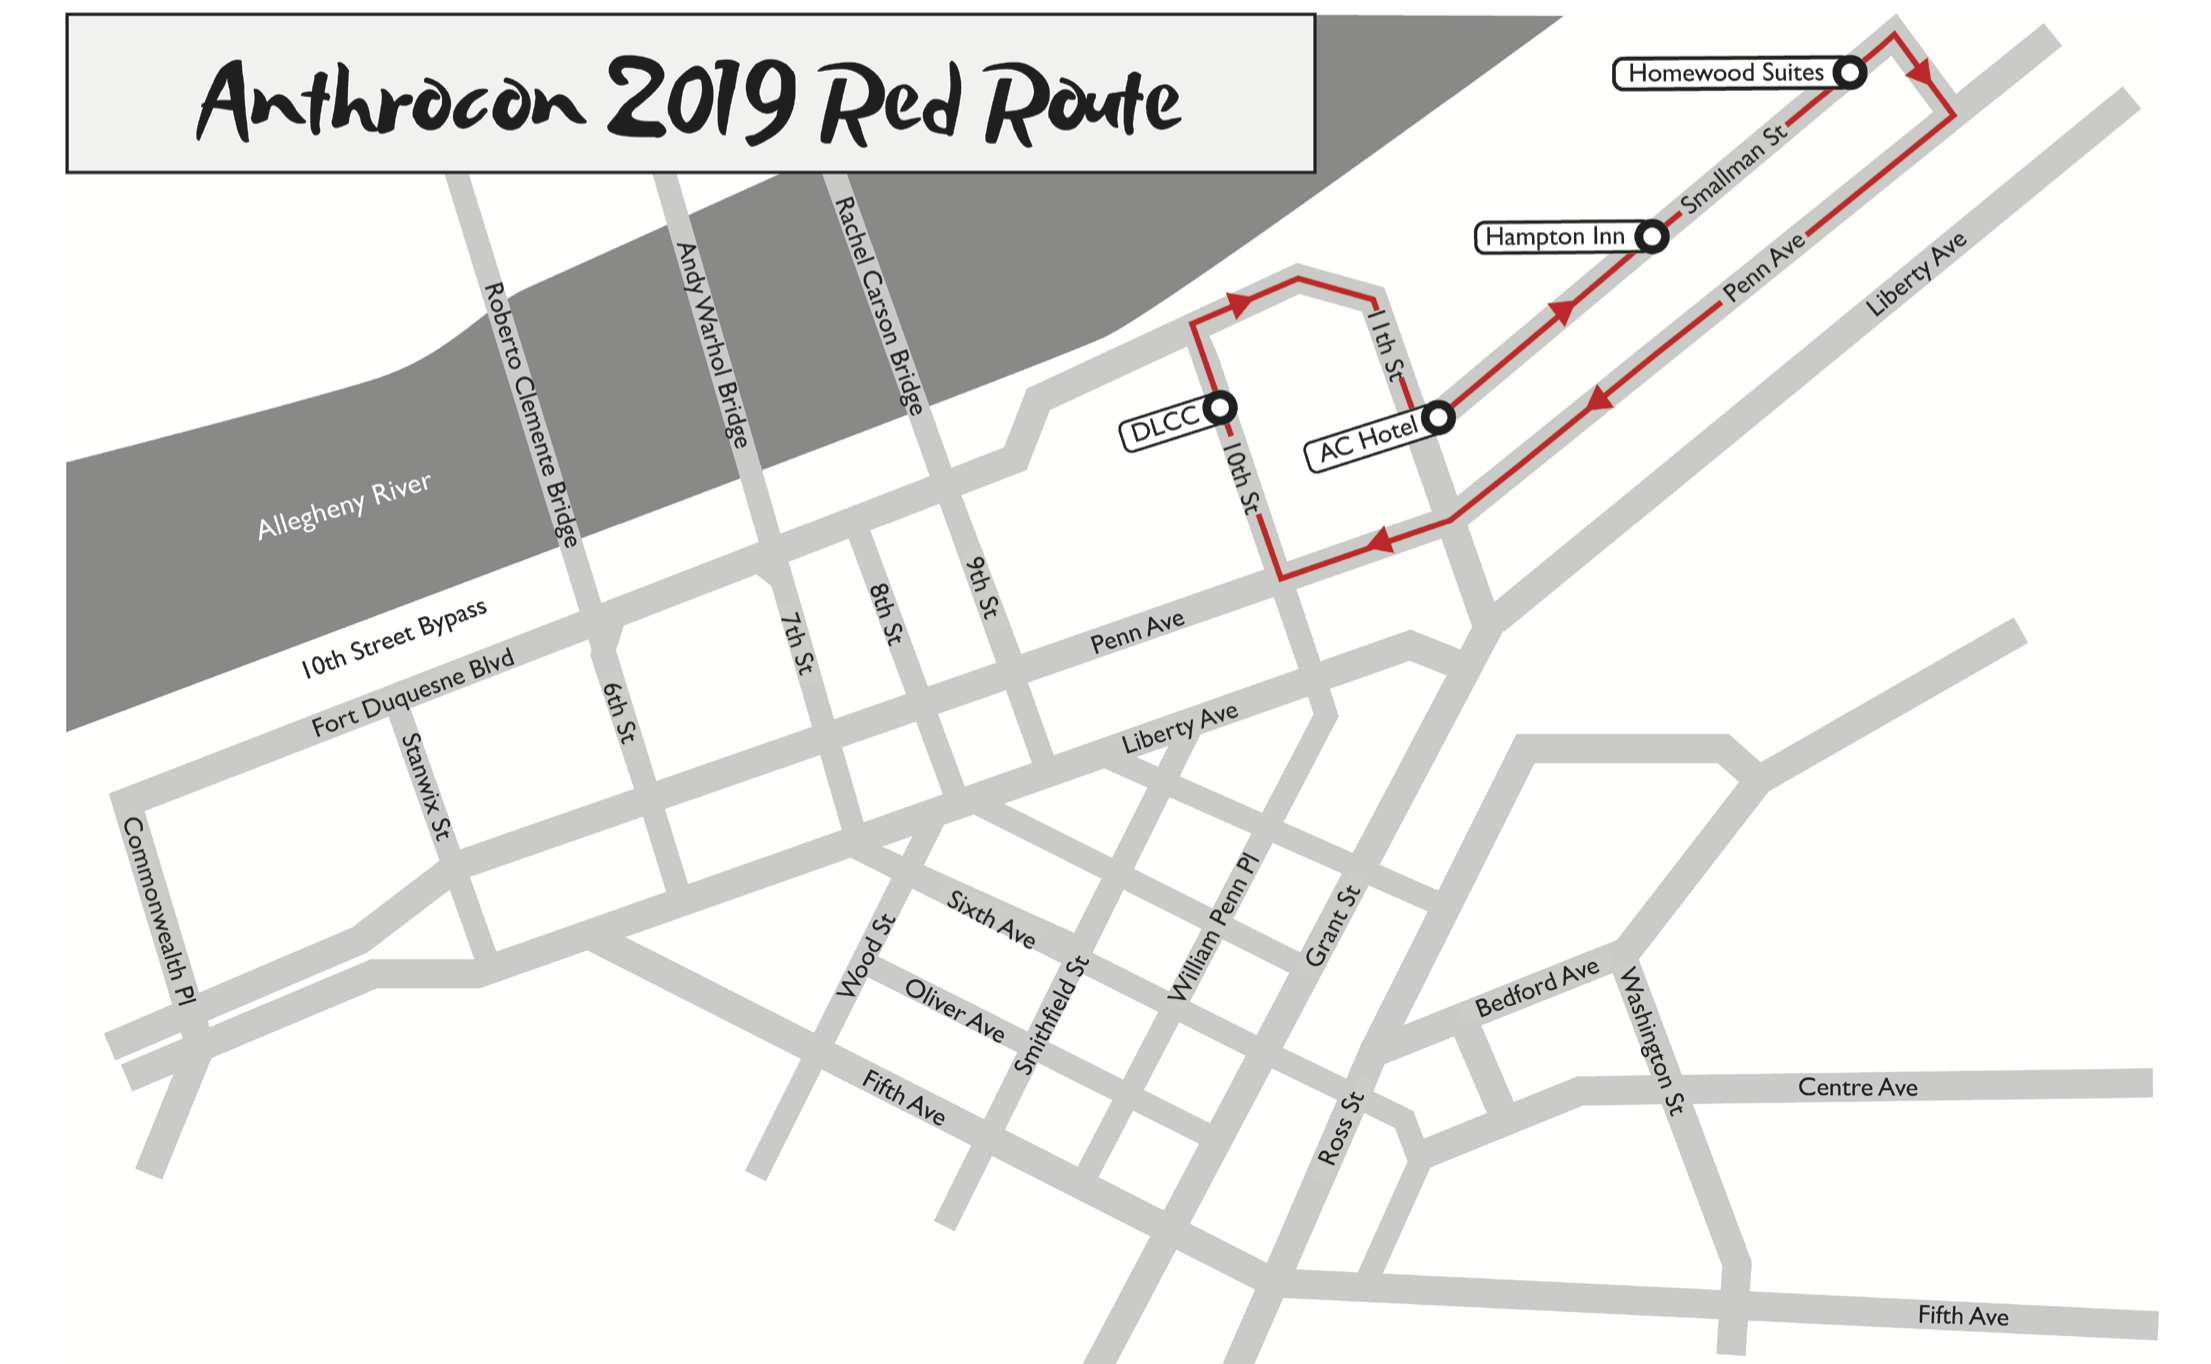 Anthrocon 2019 Red Route
Homewood Suites
Smallman St
Hampton Inn
Penn Ave
Liberty Ave
Rachel Carson Bridge
Andy Warhol Bridge
Roberto Clemente Bridge
11th St
DLCC
AC Hotel
10th St
Allegheny River
10th Street Bypass
Fort Duquesne Blvd
9th St
8th St
7th St
6th St
Penn Ave
Liberty Ave
Stanwix St
Commonwealth Pl
Sixth Ave
Wood St
Oliver Ave
Smithfield St
William Penn Pl
Grant St
Fifth Ave
Ross St
Bedford Ave
Washington St
Centre Ave
Fifth Ave